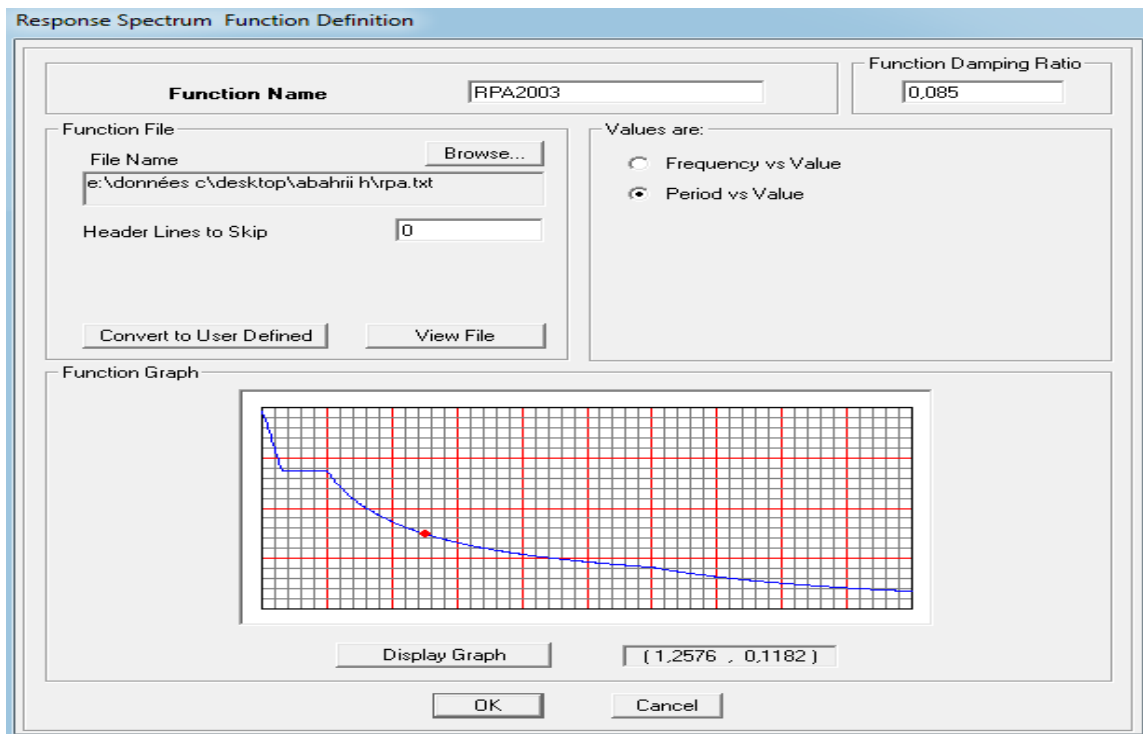 Response Spectrum  Function Definition
Function Name
RPA2003
Function Damping Ratio
0,085
Function File
File Name
Browse...
e:\données c\desktop\abahrii h\rpa.txt
Header Lines to Skip
0
Convert to User Defined
View File
Values are:
Frequency vs Value
Period vs Value
Function Graph
Display Graph
( 1,2576  ,  0,1182 )
OK
Cancel